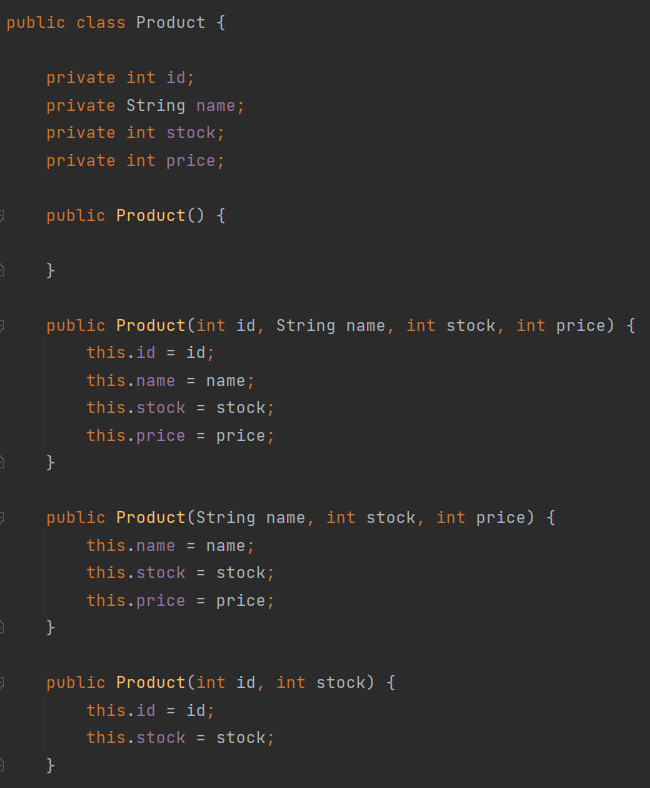 public class Product {
    private int id;
    private String name;
    private int stock;
    private int price;
    public Product() {
    }
    public Product(int id, String name, int stock, int price) {
        this.id = id;
        this.name = name;
        this.stock = stock;
        this.price = price;
    }
    public Product(String name, int stock, int price) {
        this.name = name;
        this.stock = stock;
        this.price = price;
    }
    public Product(int id, int stock) {
        this.id = id;
        this.stock = stock;
    }